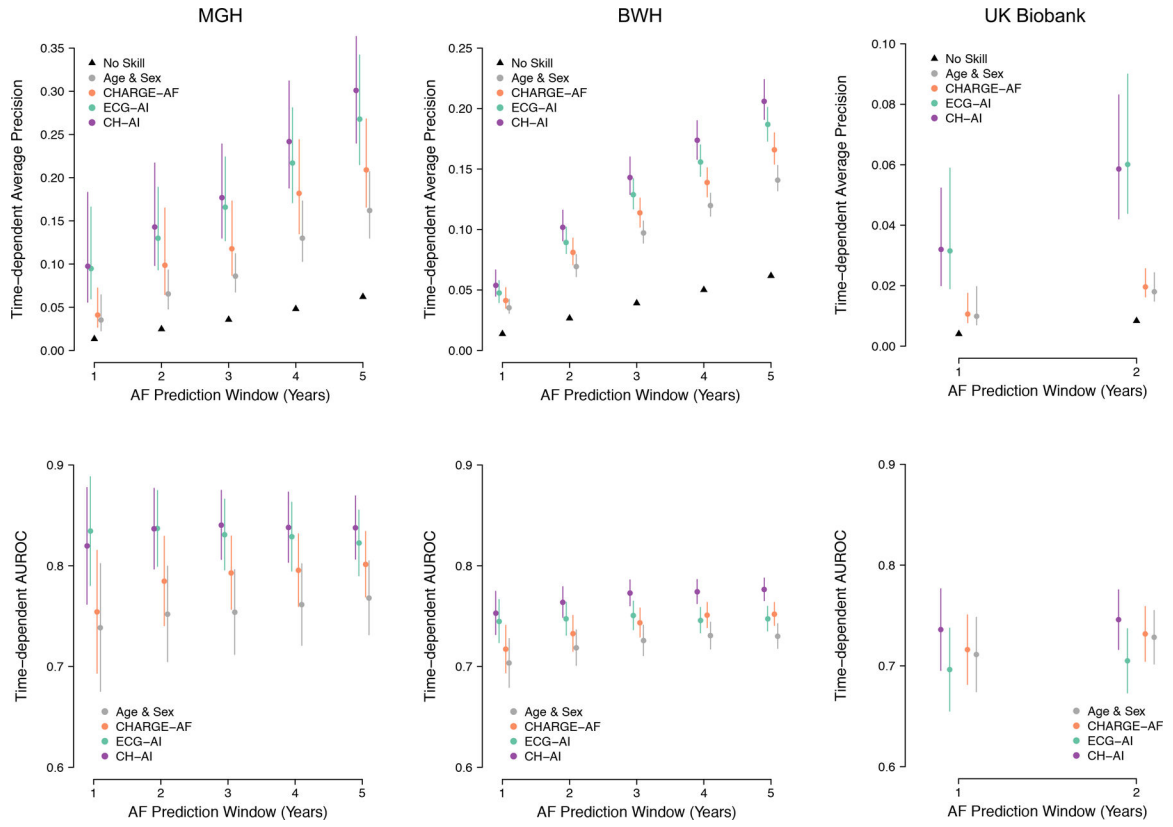 MGH
BWH
UK Biobank
Time-dependent Average Precision
0.35
0.30
0.25
0.20
0.15
0.10
0.05
0.00
No Skill
Age & Sex
CHARGE-AF
ECG-AI
CH-AI
1 2 3 4 5
AF Prediction Window (Years)
Time-dependent Average Precision
0.25
0.20
0.15
0.10
0.05
0.00
No Skill
Age & Sex
CHARGE-AF
ECG-AI
CH-AI
1 2 3 4 5
AF Prediction Window (Years)
Time-dependent Average Precision
0.10
0.08
0.06
0.04
0.02
0.00
No Skill
Age & Sex
CHARGE-AF
ECG-AI
CH-AI
1 2
AF Prediction Window (Years)
Time-dependent AUROC
0.9
0.8
0.7
0.6
Age & Sex
CHARGE-AF
ECG-AI
CH-AI
1 2 3 4 5
AF Prediction Window (Years)
Time-dependent AUROC
0.9
0.8
0.7
0.6
Age & Sex
CHARGE-AF
ECG-AI
CH-AI
1 2 3 4 5
AF Prediction Window (Years)
Time-dependent AUROC
0.9
0.8
0.7
0.6
Age & Sex
CHARGE-AF
ECG-AI
CH-AI
1 2
AF Prediction Window (Years)